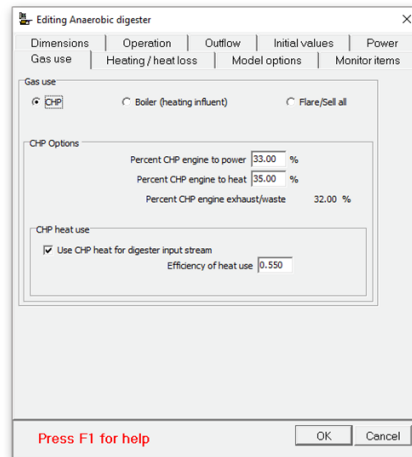 Editing Anaerobic digester
Dimensions Operation Outflow Initial values Power
Gas use Heating / heat loss Model options Monitor items
Gas use
CHP Boiler (heating influent) Flare/Sell all
CHP Options
Percent CHP engine to power 33.00 %
Percent CHP engine to heat 35.00 %
Percent CHP engine exhaust/waste 32.00 %
CHP heat use
Use CHP heat for digester input stream
Efficiency of heat use 0.550
Press F1 for help OK Cancel